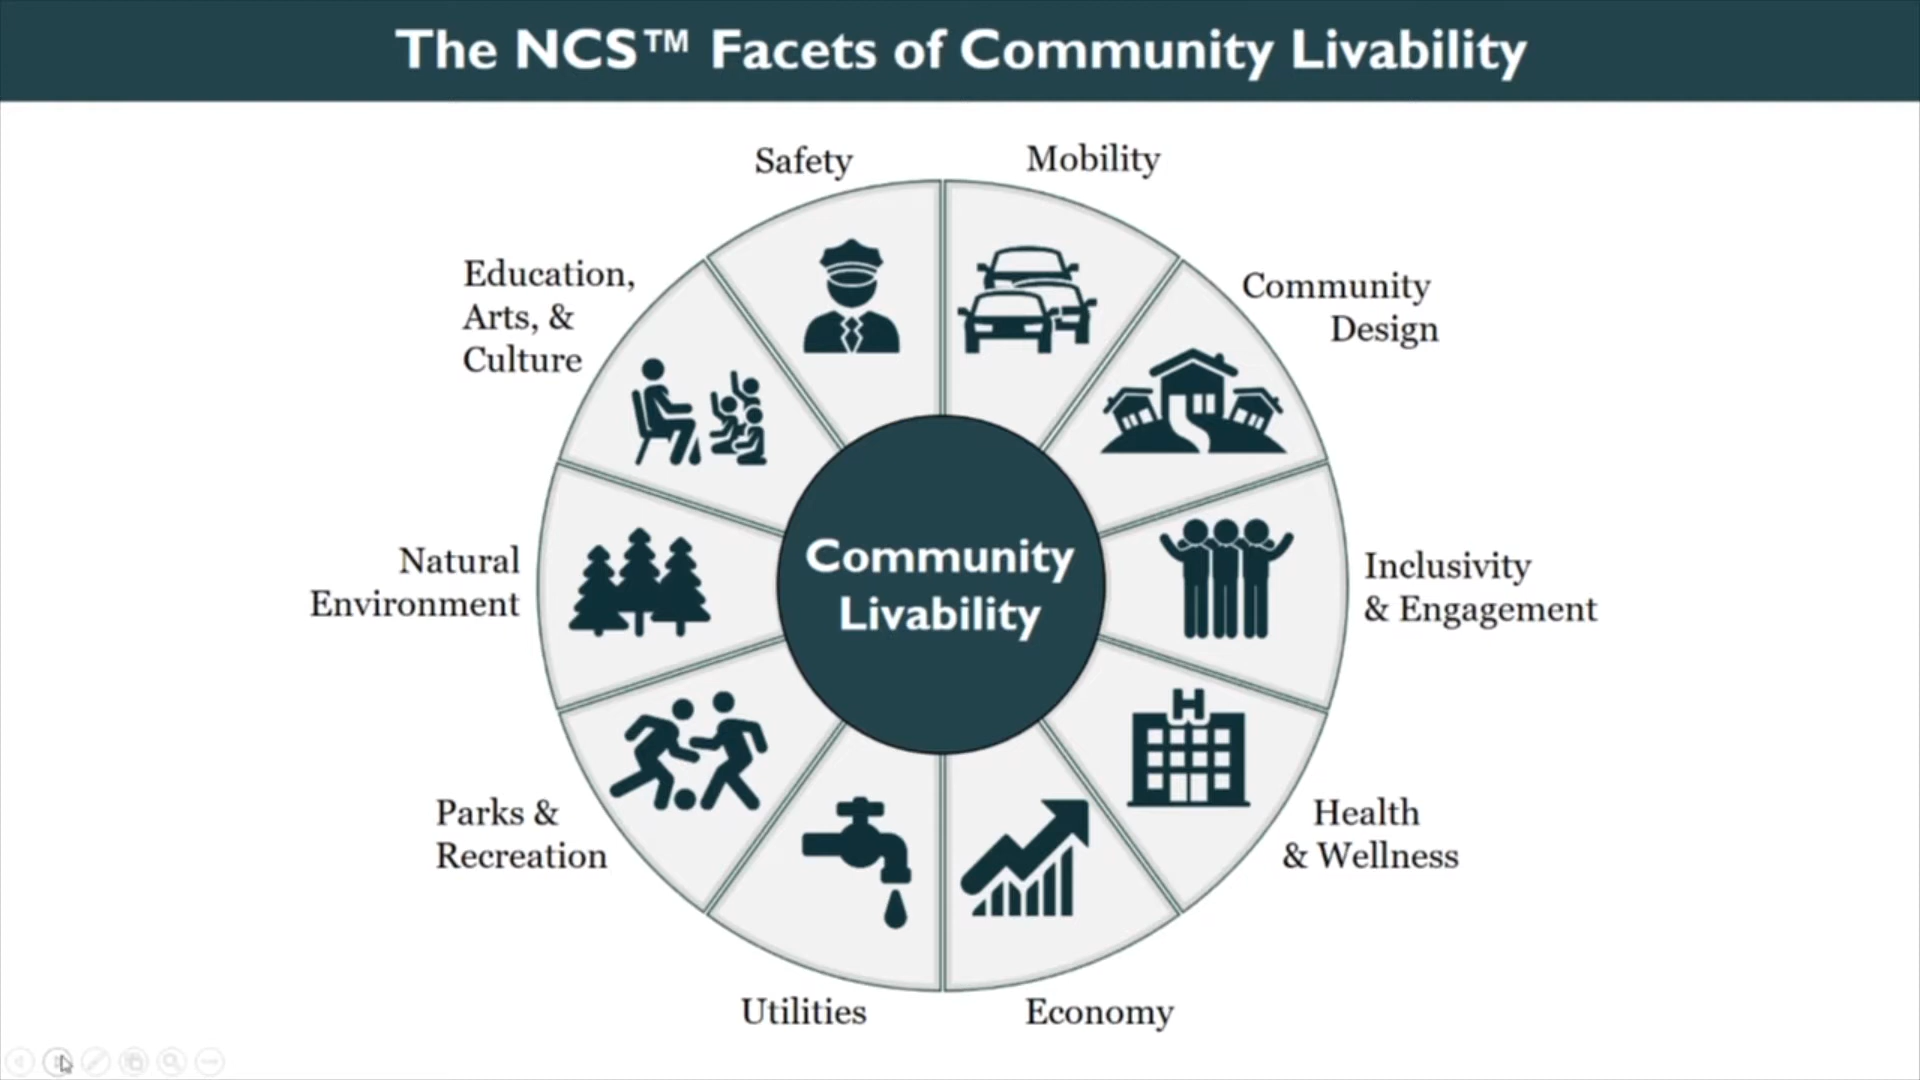 The NCS™ Facets of Community Livability
Safety
Mobility
Education,
Arts, &
Culture
Community
Design
Natural
Environment
Community
Livability
Inclusivity
& Engagement
Parks &
Recreation
H
Health
& Wellness
Utilities
Economy